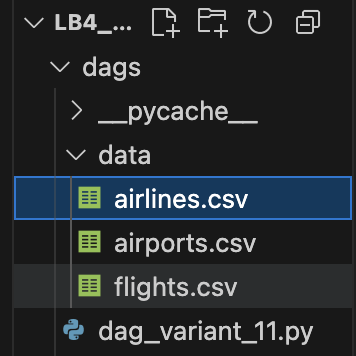 LB4_...
dags
__pycache__
data
airlines.csv
airports.csv
flights.csv
dag_variant_11.py